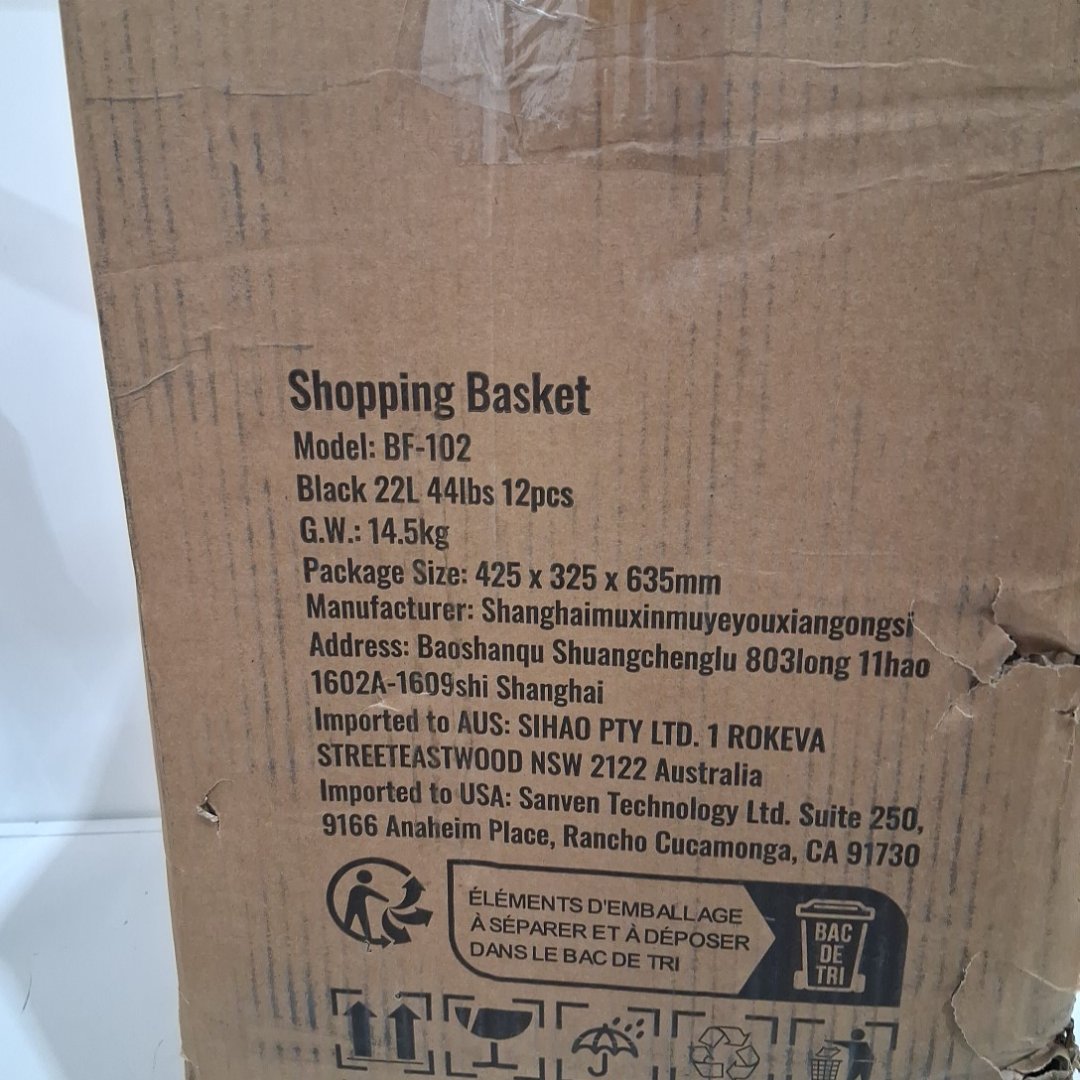 Shopping Basket
Model: BF-102
Black 22L 44lbs 12pcs
G.W.: 14.5kg
Package Size: 425 x 325 x 635mm
Manufacturer: Shanghaimuxinmuyeyouxiangongsi
Address: Baoshanqu Shuangchenglu 803long 11hao
1602A-1609shi Shanghai
Imported to AUS: SIHAO PTY LTD. 1 ROKEVA
STREETEASTWOOD NSW 2122 Australia
Imported to USA: Sanven Technology Ltd. Suite 250,
9166 Anaheim Place, Rancho Cucamonga, CA 91730
ÉLÉMENTS D'EMBALLAGE
À SÉPARER ET À DÉPOSER
DANS LE BAC DE TRI
BAC
DE
TRI